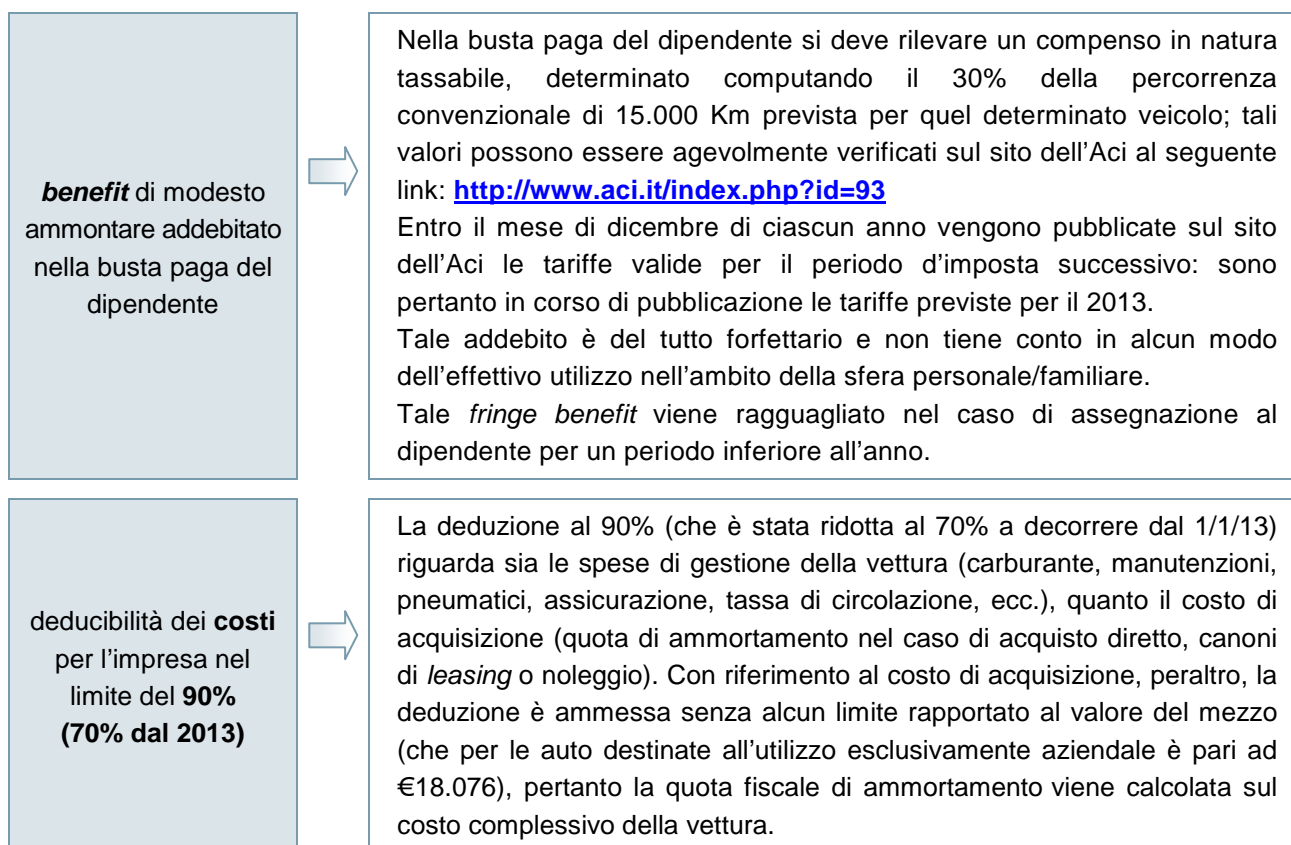 benefit di modesto
ammontare addebitato
nella busta paga del
dipendente
Nella busta paga del dipendente si deve rilevare un compenso in natura
tassabile, determinato computando il 30% della percorrenza
convenzionale di 15.000 Km prevista per quel determinato veicolo; tali
valori possono essere agevolmente verificati sul sito dell’Aci al seguente
link: http://www.aci.it/index.php?id=93
Entro il mese di dicembre di ciascun anno vengono pubblicate sul sito
dell’Aci le tariffe valide per il periodo d’imposta successivo: sono
pertanto in corso di pubblicazione le tariffe previste per il 2013.
Tale addebito è del tutto forfettario e non tiene conto in alcun modo
dell’effettivo utilizzo nell’ambito della sfera personale/familiare.
Tale fringe benefit viene ragguagliato nel caso di assegnazione al
dipendente per un periodo inferiore all’anno.
deducibilità dei costi
per l’impresa nel
limite del 90%
(70% dal 2013)
La deduzione al 90% (che è stata ridotta al 70% a decorrere dal 1/1/13)
riguarda sia le spese di gestione della vettura (carburante, manutenzioni,
pneumatici, assicurazione, tassa di circolazione, ecc.), quanto il costo di
acquisizione (quota di ammortamento nel caso di acquisto diretto, canoni
di leasing o noleggio). Con riferimento al costo di acquisizione, peraltro, la
deduzione è ammessa senza alcun limite rapportato al valore del mezzo
(che per le auto destinate all’utilizzo esclusivamente aziendale è pari ad
€18.076), pertanto la quota fiscale di ammortamento viene calcolata sul
costo complessivo della vettura.